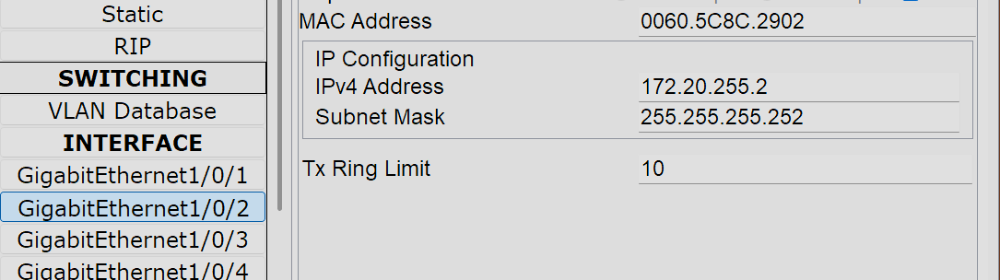 Static
RIP
SWITCHING
VLAN Database
INTERFACE
GigabitEthernet1/0/1
GigabitEthernet1/0/2
GigabitEthernet1/0/3
GigabitEthernet1/0/4
MAC Address 0060.5C8C.2902
IP Configuration
IPv4 Address 172.20.255.2
Subnet Mask 255.255.255.252
Tx Ring Limit 10